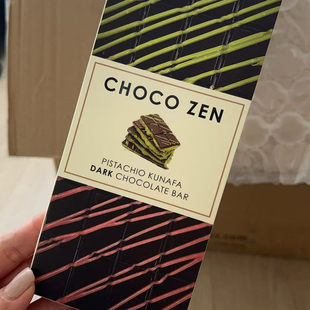 CHOCO ZEN
PISTACHIO KUNAFA
DARK CHOCOLATE BAR